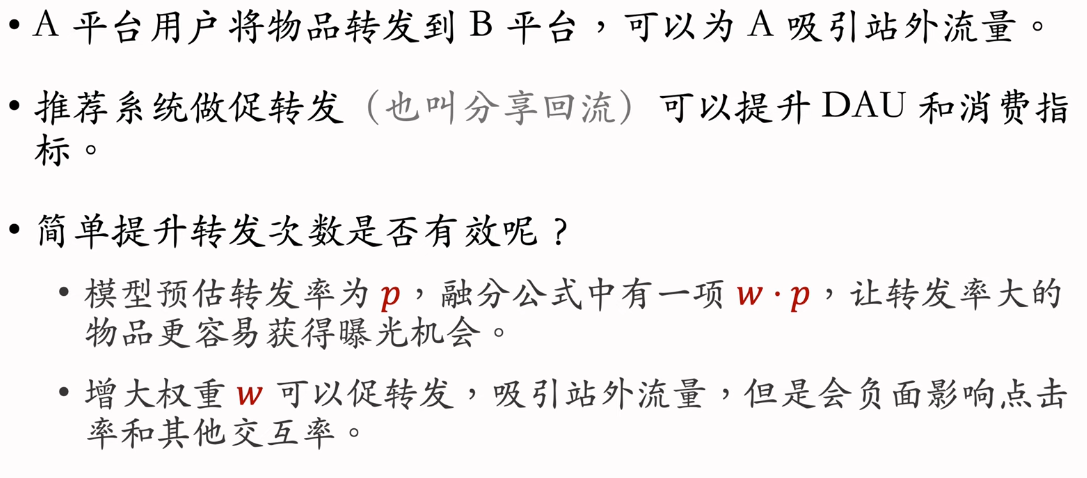 • A 平台用户将物品转发到 B 平台，可以为 A 吸引站外流量。
• 推荐系统做促转发（也叫分享回流）可以提升 DAU 和消费指
标。
• 简单提升转发次数是否有效呢？
• 模型预估转发率为 p，融分公式中有一项 w · p，让转发率大的
物品更容易获得曝光机会。
• 增大权重 w 可以促转发，吸引站外流量，但是会负面影响点击
率和其他交互率。